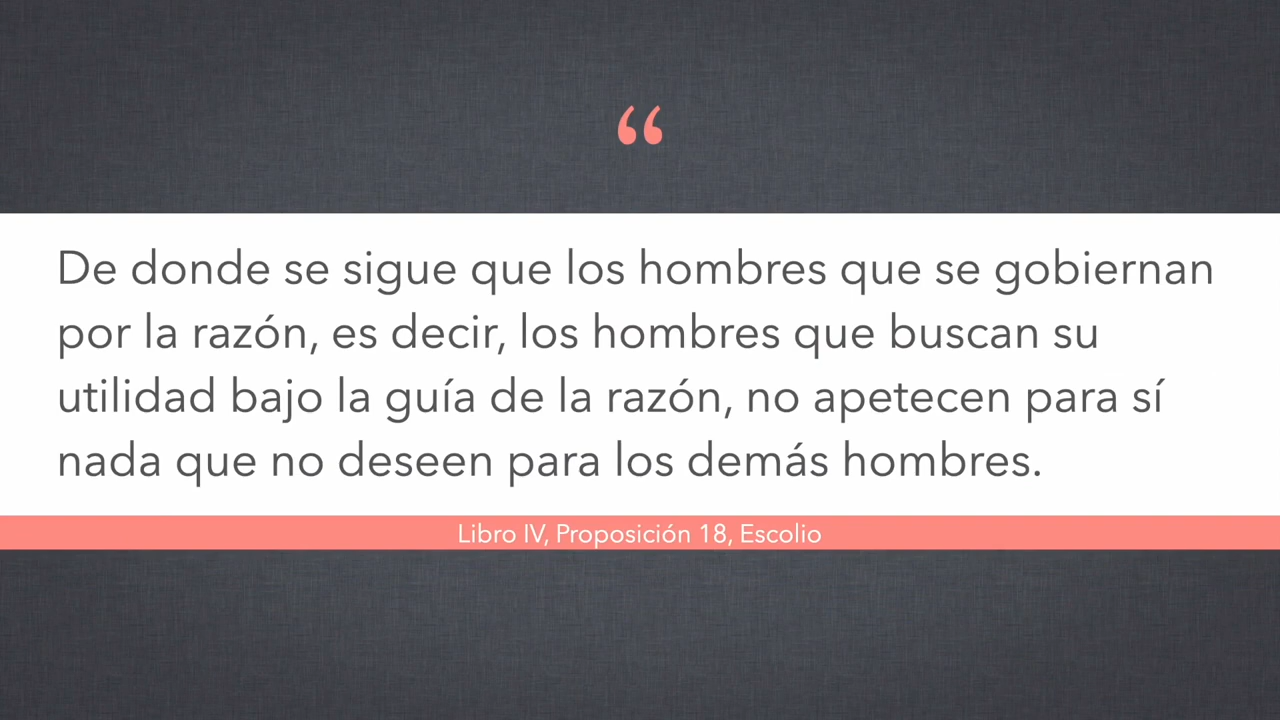 “
De donde se sigue que los hombres que se gobiernan
por la razón, es decir, los hombres que buscan su
utilidad bajo la guía de la razón, no apetecen para sí
nada que no deseen para los demás hombres.
Libro IV, Proposición 18, Escolio